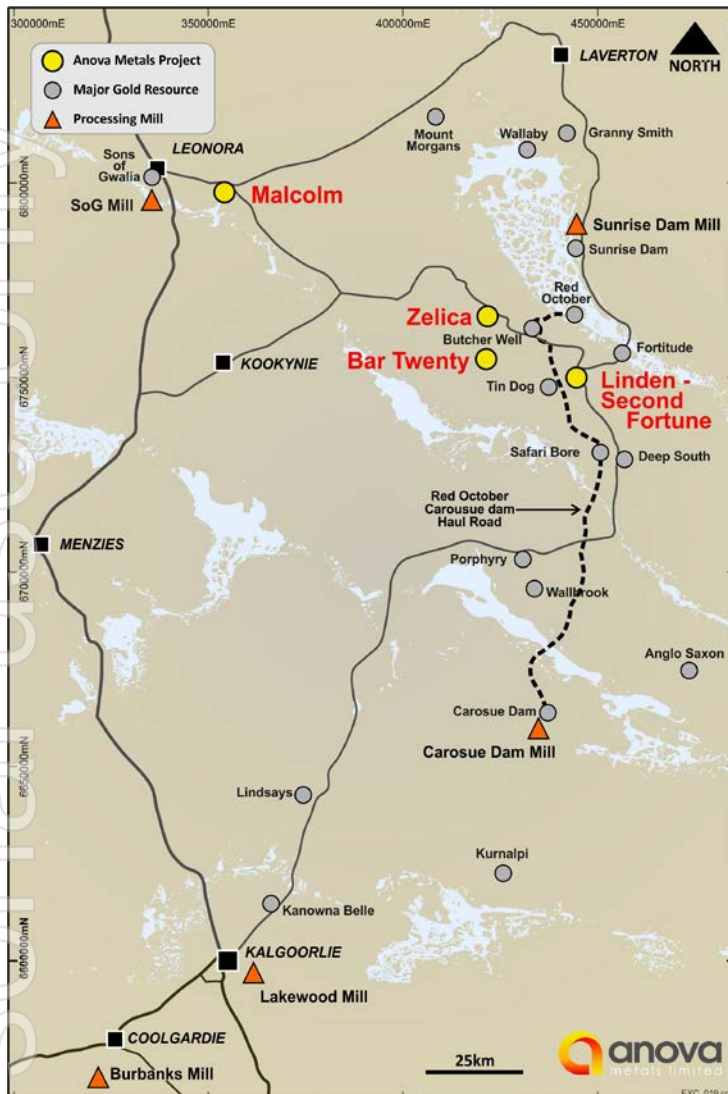 300000mE
350000mE
400000mE
450000mE
Anova Metals Project
Major Gold Resource
Processing Mill
LAVERTON
NORTH
Mount
Morgans
Wallaby
Granny Smith
LEONORA
Sons
of
Gwalia
6800000mN
SoG Mill
Malcolm
Sunrise Dam Mill
Sunrise Dam
Red
October
Zelica
Butcher Well
Fortitude
Bar Twenty
KOOKYNIE
6750000mN
Tin Dog
Linden -
Second
Fortune
Safari Bore
Deep South
Red October
Carousue dam
Haul Road
MENZIES
6700000mN
Porphyry
Wallbrook
Anglo Saxon
Carosue Dam
Carosue Dam Mill
6650000mN
Lindsays
Kurnalpi
Kanowna Belle
6600000mN
KALGOORLIE
Lakewood Mill
COOLGARDIE
Burbanks Mill
25km
anova
metals limited